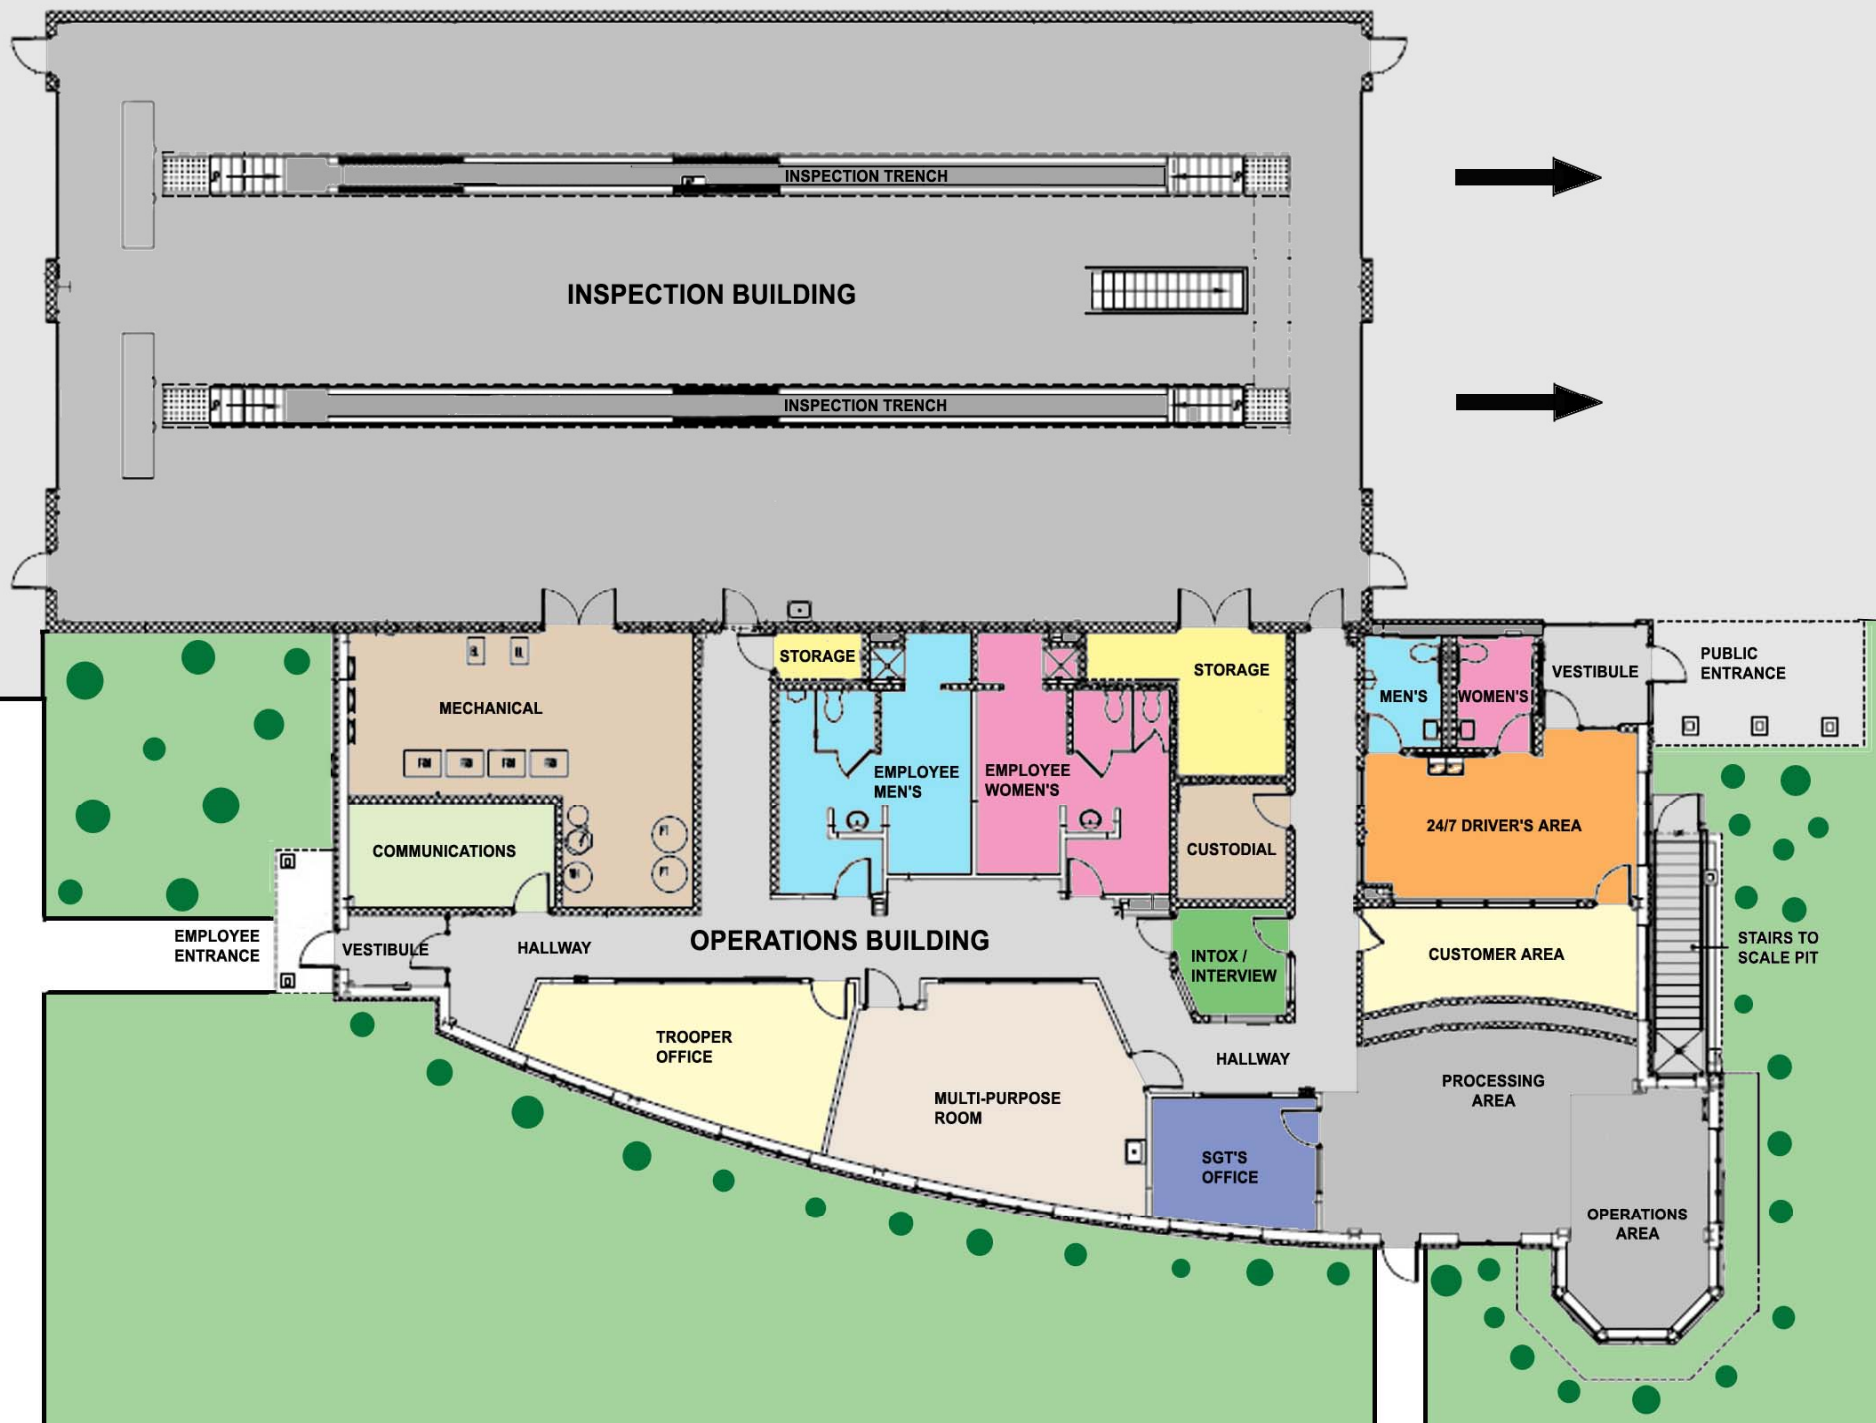 INSPECTION TRENCH
INSPECTION BUILDING
INSPECTION TRENCH
STORAGE
STORAGE
MECHANICAL
MEN'S
WOMEN'S
VESTIBULE
PUBLIC
ENTRANCE
EMPLOYEE
MEN'S
EMPLOYEE
WOMEN'S
COMMUNICATIONS
CUSTODIAL
24/7 DRIVER'S AREA
EMPLOYEE
ENTRANCE
VESTIBULE
HALLWAY
OPERATIONS BUILDING
INTOX /
INTERVIEW
CUSTOMER AREA
STAIRS TO
SCALE PIT
TROOPER
OFFICE
HALLWAY
MULTI-PURPOSE
ROOM
PROCESSING
AREA
SGT'S
OFFICE
OPERATIONS
AREA